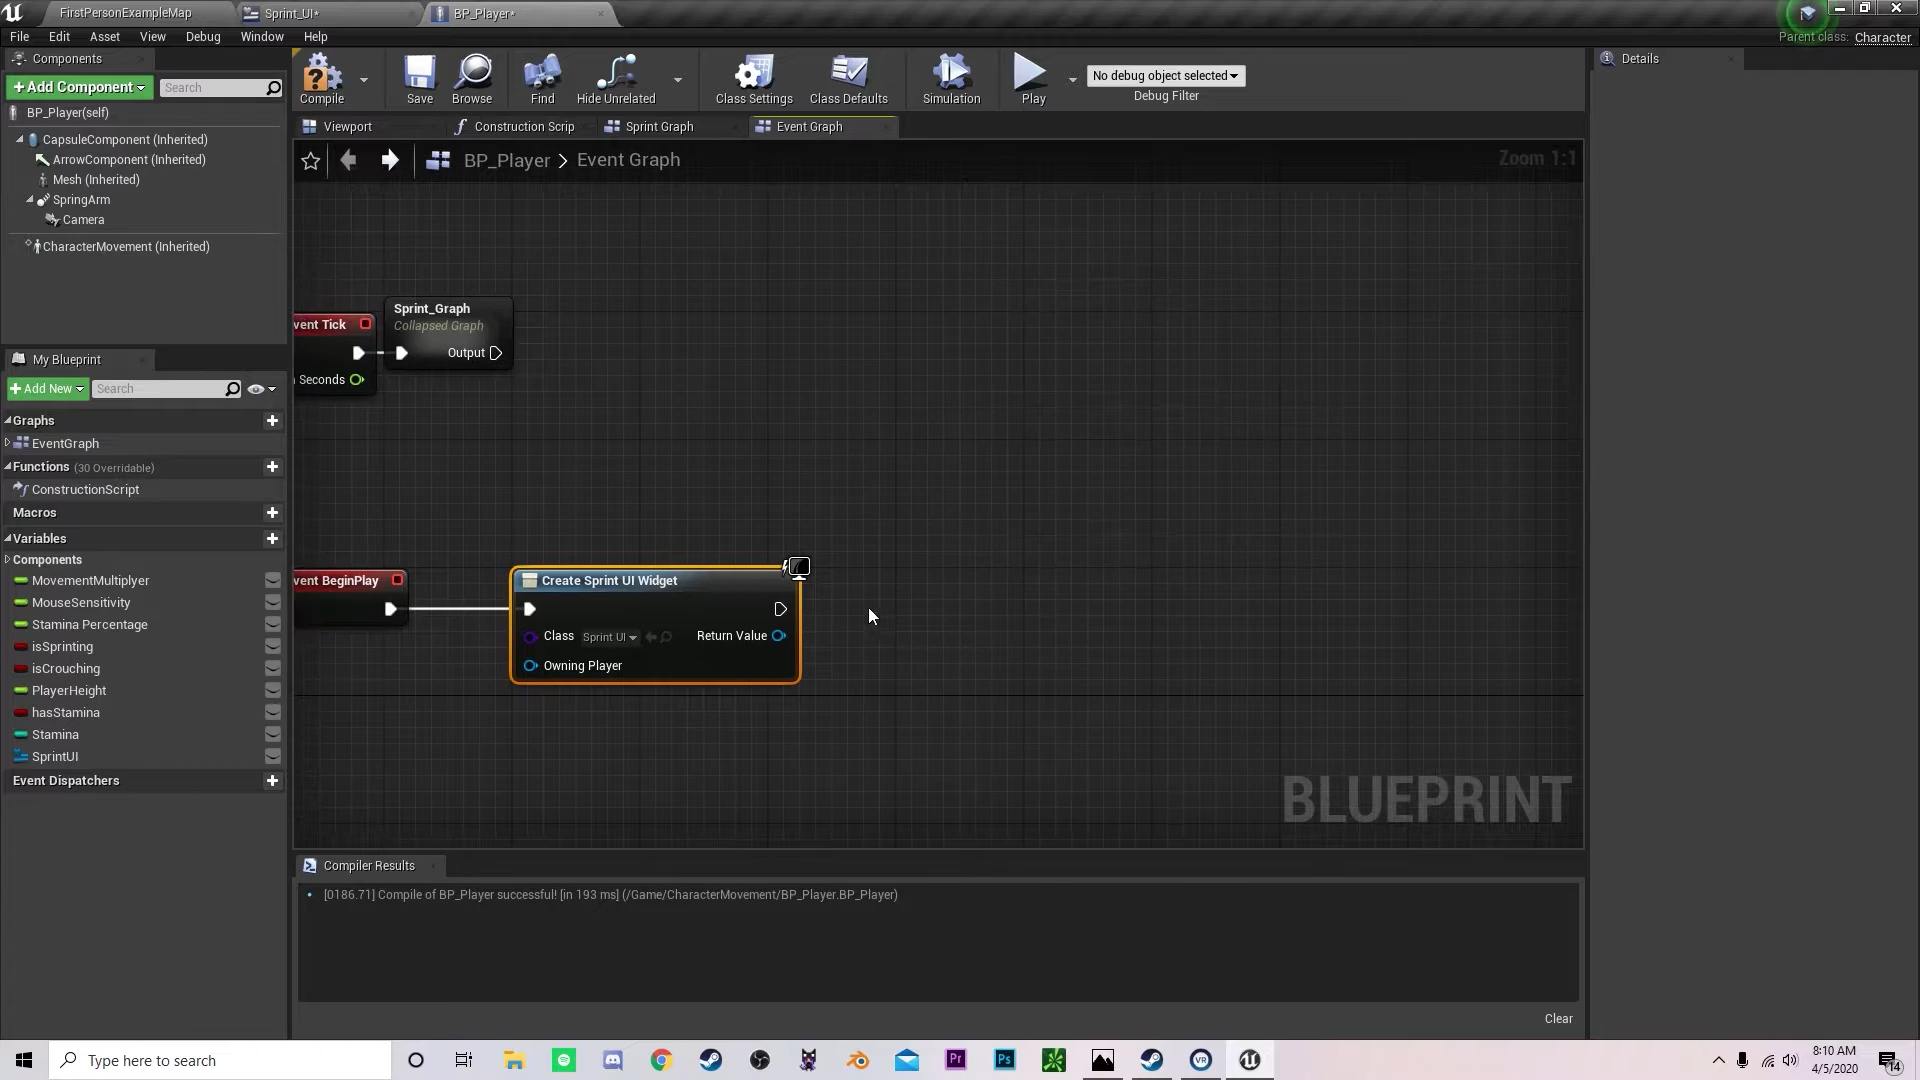 FirstPersonExampleMap
Sprint_UI*
BP_Player*
File Edit Asset View Debug Window Help
Parent class: Character
Components
+Add Component
Search
BP_Player(self)
CapsuleComponent (Inherited)
ArrowComponent (Inherited)
Mesh (Inherited)
SpringArm
Camera
CharacterMovement (Inherited)
Compile
Save
Browse
Find
Hide Unrelated
Class Settings
Class Defaults
Simulation
Play
No debug object selected
Debug Filter
Details
Viewport
Construction Scrip
Sprint Graph
Event Graph
BP_Player > Event Graph
Zoom 1:1
vent Tick
Seconds
Sprint_Graph
Collapsed Graph
Output
vent BeginPlay
Create Sprint UI Widget
Class Sprint UI
Return Value
Owning Player
BLUEPRINT
My Blueprint
+Add New
Search
Graphs
EventGraph
Functions (30 Overridable)
ConstructionScript
Macros
Variables
Components
MovementMultiplyer
MouseSensitivity
Stamina Percentage
isSprinting
isCrouching
PlayerHeight
hasStamina
Stamina
SprintUI
Event Dispatchers
Compiler Results
[0186.71] Compile of BP_Player successful! [in 193 ms] (/Game/CharacterMovement/BP_Player.BP_Player)
Clear
Type here to search
Pr
Ps
8:10 AM
4/5/2020
14